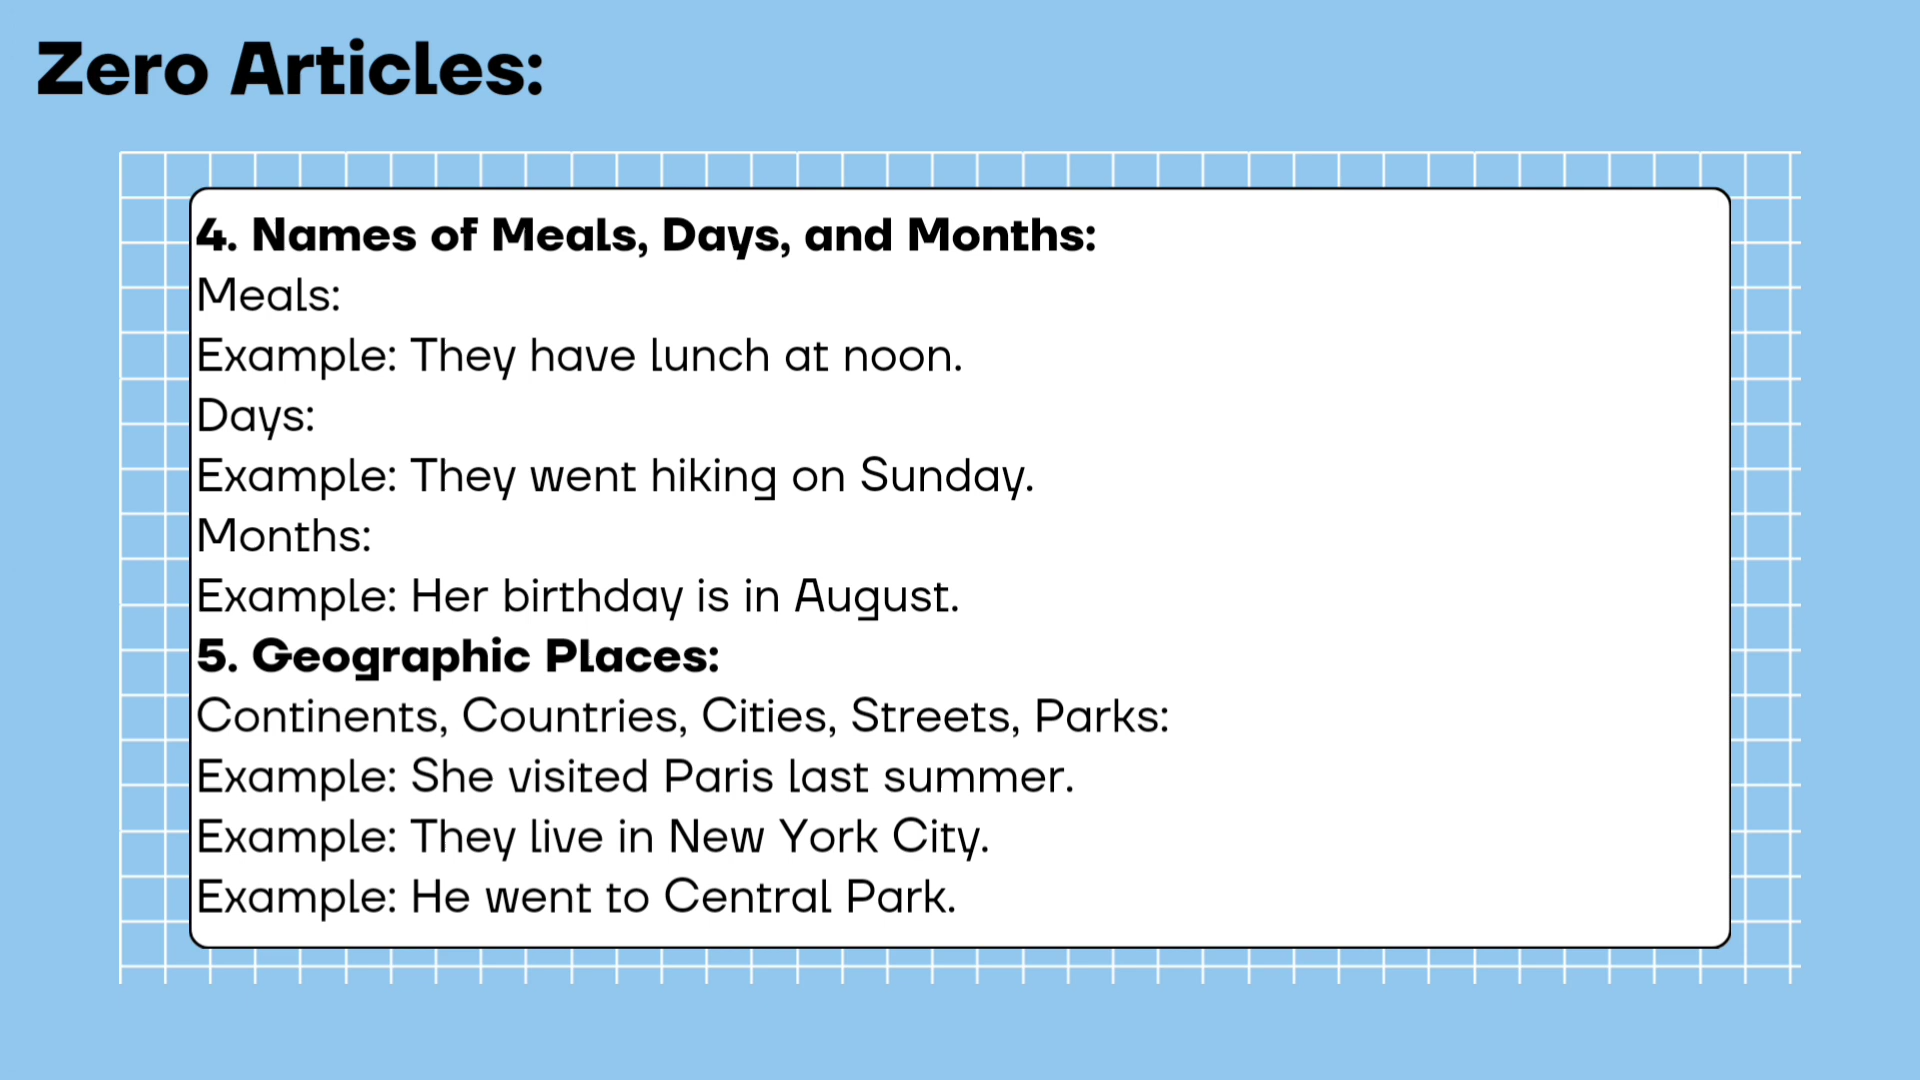 Zero Articles:
4. Names of Meals, Days, and Months:
Meals:
Example: They have lunch at noon.
Days:
Example: They went hiking on Sunday.
Months:
Example: Her birthday is in August.
5. Geographic Places:
Continents, Countries, Cities, Streets, Parks:
Example: She visited Paris last summer.
Example: They live in New York City.
Example: He went to Central Park.